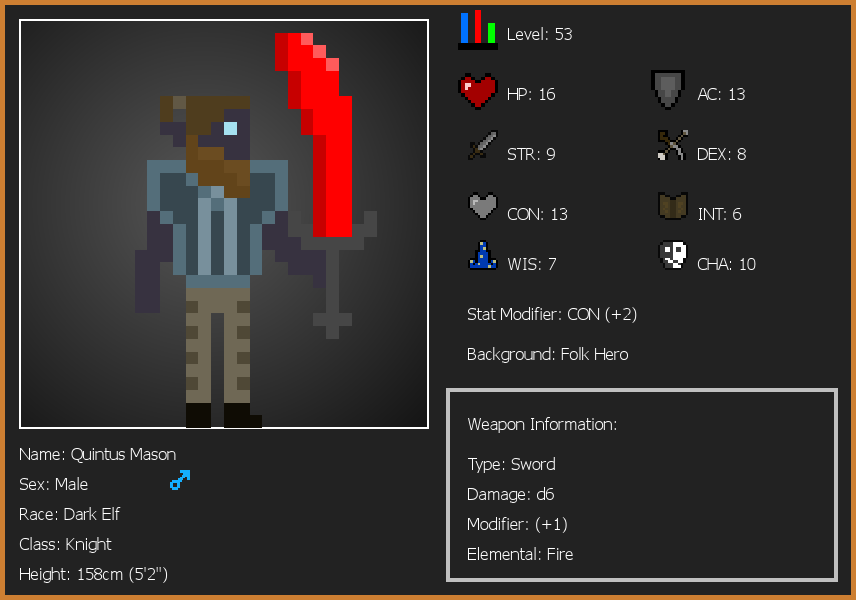 Level: 53
HP: 16
AC: 13
STR: 9
DEX: 8
CON: 13
INT: 6
WIS: 7
CHA: 10
Stat Modifier: CON (+2)
Background: Folk Hero
Weapon Information:
Type: Sword
Damage: d6
Modifier: (+1)
Elemental: Fire
Name: Quintus Mason
Sex: Male
Race: Dark Elf
Class: Knight
Height: 158cm (5'2")